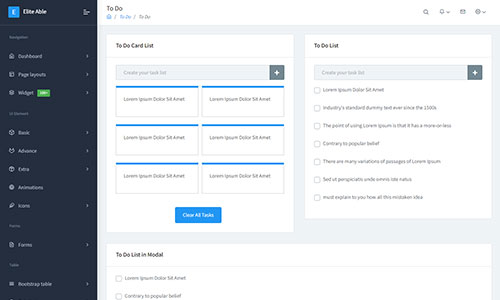 E Elite Able
Navigation
Dashboard
Page layouts
Widget 100+
UI Element
Basic
Advance
Extra
Animations
Icons
Forms
Forms
Table
Bootstrap table
To Do
/ To Do / To Do
To Do Card List
Create your task list +
Lorem Ipsum Dolor Sit Amet Lorem Ipsum Dolor Sit Amet
Lorem Ipsum Dolor Sit Amet Lorem Ipsum Dolor Sit Amet
Lorem Ipsum Dolor Sit Amet Lorem Ipsum Dolor Sit Amet
Clear All Tasks
To Do List
Create your task list +
Lorem Ipsum Dolor Sit Amet
Industry's standard dummy text ever since the 1500s
The point of using Lorem Ipsum is that it has a more-or-less
Contrary to popular belief
There are many variations of passages of Lorem Ipsum
Sed ut perspiciatis unde omnis iste natus
must explain to you how all this mistaken idea
To Do List in Modal
Lorem Ipsum Dolor Sit Amet
Contrary to popular belief